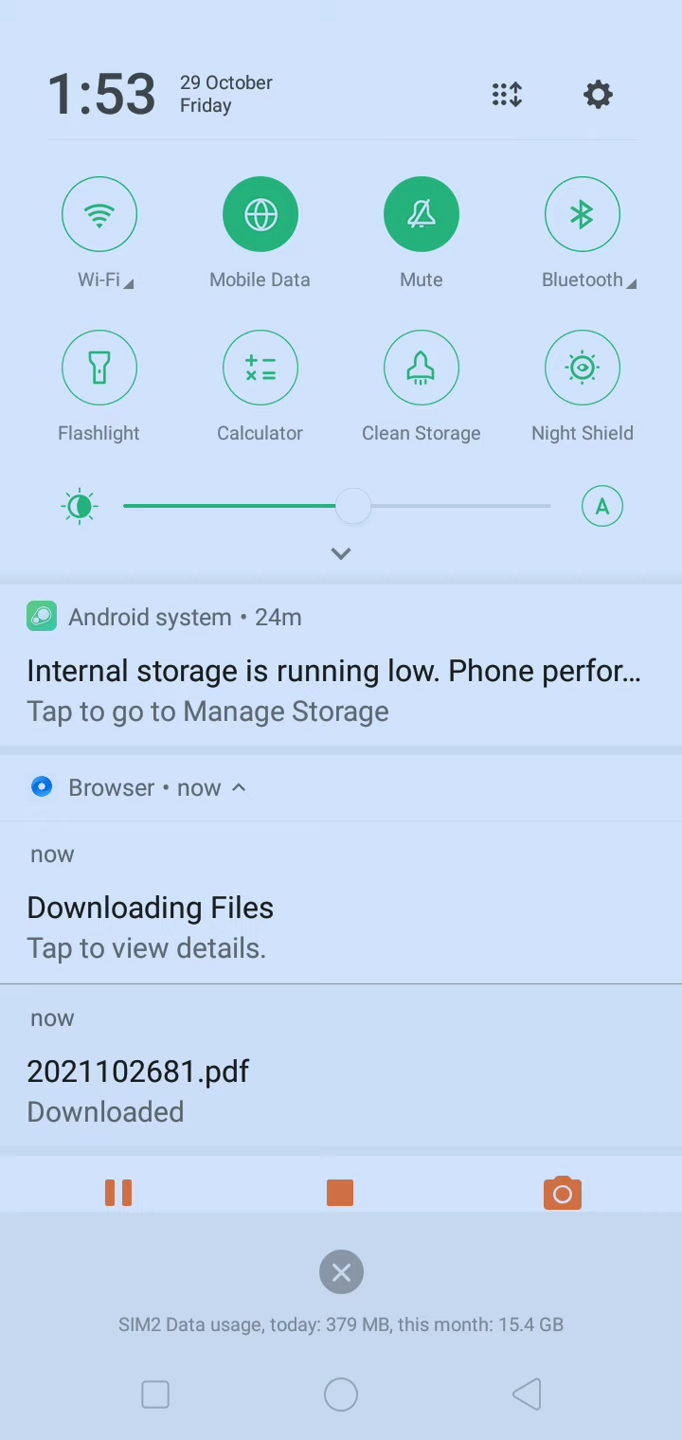 1:53
29 October
Friday
Wi-Fi
Mobile Data
Mute
Bluetooth
Flashlight
Calculator
Clean Storage
Night Shield
A
Android system • 24m
Internal storage is running low. Phone perfor...
Tap to go to Manage Storage
Browser • now
now
Downloading Files
Tap to view details.
now
2021102681.pdf
Downloaded
SIM2 Data usage, today: 379 MB, this month: 15.4 GB